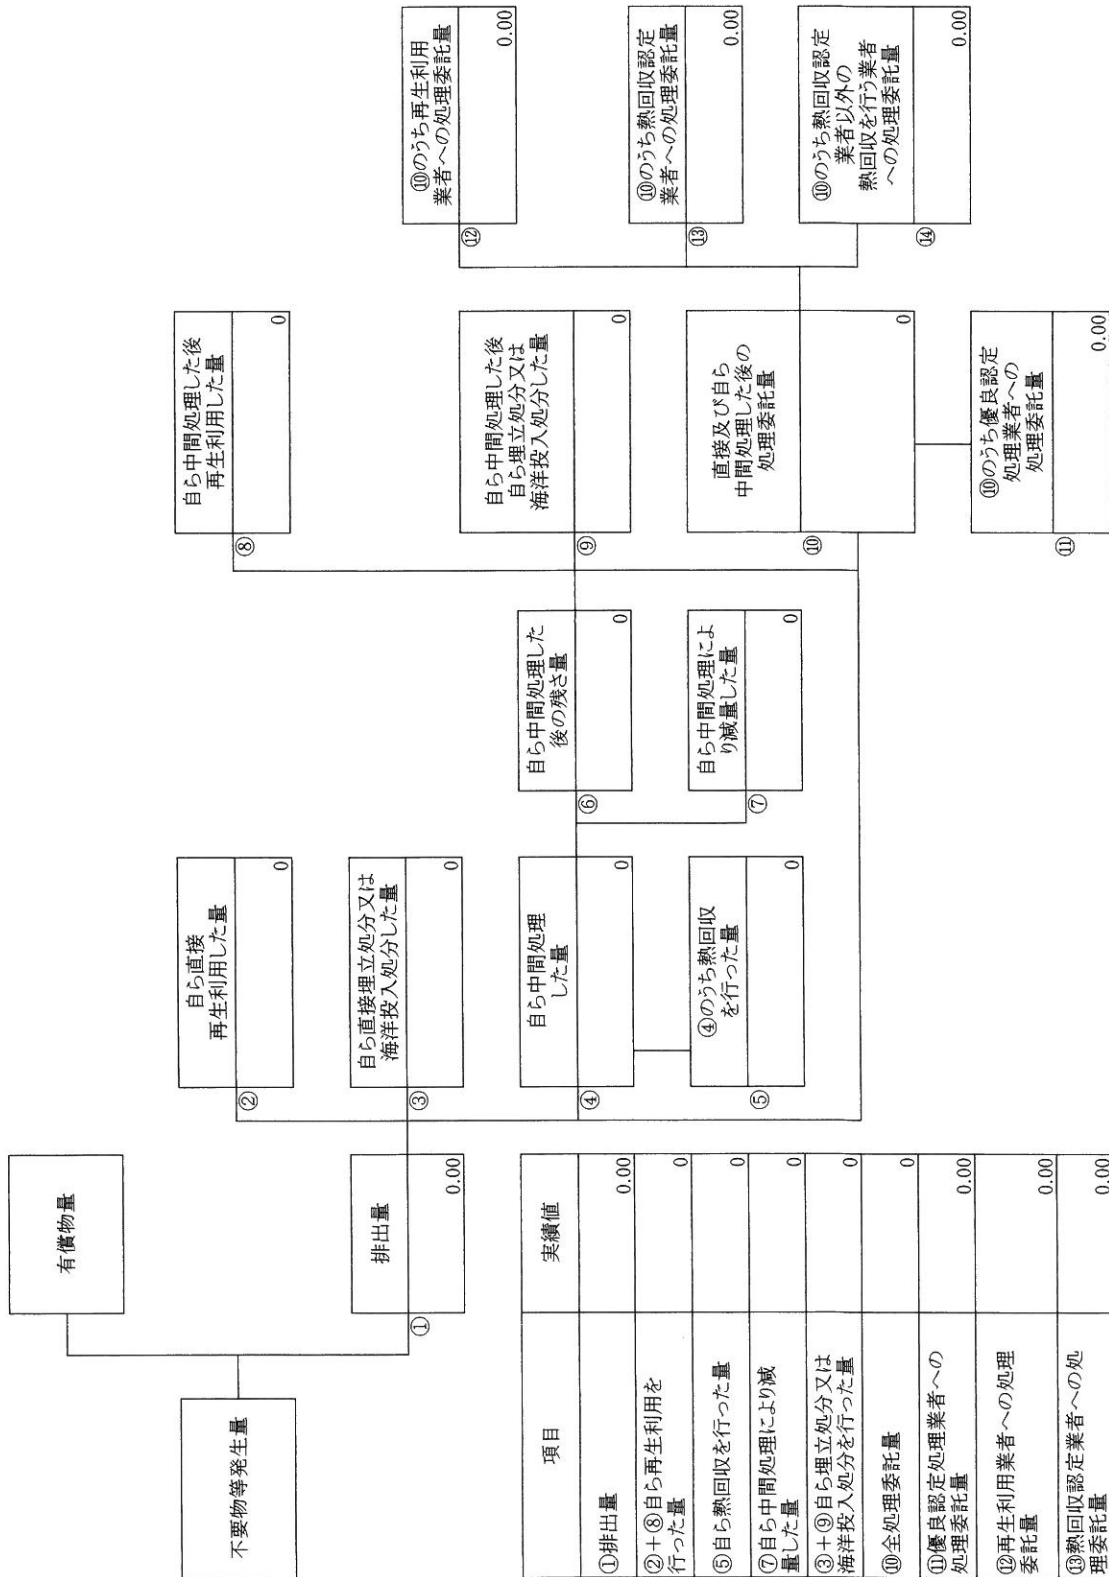 不要物等発生量
有償物量
①
排出量
0.00
②
自ら直接
再生利用した量
0
③
自ら直接埋立処分又は
海洋投入処分した量
0
④
自ら中間処理
した量
0
⑤
④のうち熱回収
を行った量
0
⑥
自ら中間処理した
後の残さ量
0
⑦
自ら中間処理によ
り減量した量
0
⑧
自ら中間処理した後
再生利用した量
0
⑨
自ら中間処理した後
自ら埋立処分又は
海洋投入処分した量
0
⑩
直接及び自ら
中間処理した後の
処理委託量
0
⑪
⑩のうち優良認定
処理業者への
処理委託量
0.00
⑫
⑩のうち再生利用
業者への処理委託量
0.00
⑬
⑩のうち熱回収認定
業者への処理委託量
0.00
⑭
⑩のうち熱回収認定
業者以外の
熱回収を行う業者
への処理委託量
0.00
項目
実績値
①排出量
0.00
②+⑧自ら再生利用を
行った量
0
⑤自ら熱回収を行った量
0
⑦自ら中間処理により減
量した量
0
③+⑨自ら埋立処分又は
海洋投入処分を行った量
0
⑩全処理委託量
0
⑪優良認定処理業者への
処理委託量
0.00
⑫再生利用業者への処理
委託量
0.00
⑬熱回収認定業者への処
理委託量
0.00